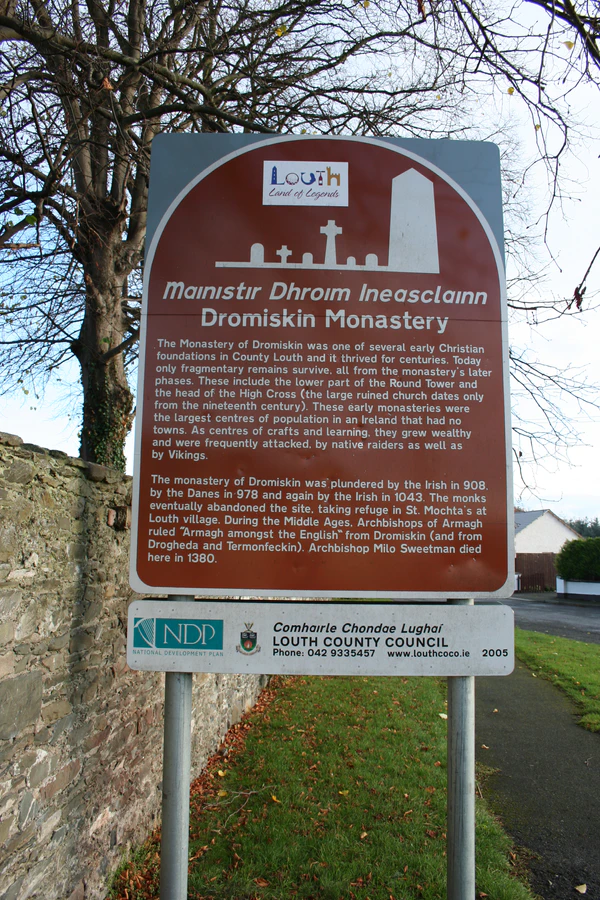 Louth
Land of Legends
Mainistir Dhroim Ineasclainn
Dromiskin Monastery
The Monastery of Dromiskin was one of several early Christian
foundations in County Louth and it thrived for centuries. Today
only fragmentary remains survive, all from the monastery's later
phases. These include the lower part of the Round Tower and
the head of the High Cross (the large ruined church dates only
from the nineteenth century). These early monasteries were
the largest centres of population in an Ireland that had no
towns. As centres of crafts and learning, they grew wealthy
and were frequently attacked, by native raiders as well as
by Vikings.
The monastery of Dromiskin was plundered by the Irish in 908,
by the Danes in 978 and again by the Irish in 1043. The monks
eventually abandoned the site, taking refuge in St. Mochta's at
Louth village. During the Middle Ages, Archbishops of Armagh
ruled "Armagh amongst the English" from Dromiskin (and from
Drogheda and Termonfeckin). Archbishop Milo Sweetman died
here in 1380.
NDP
NATIONAL DEVELOPMENT PLAN
Comhairle Chondae Lughaí
LOUTH COUNTY COUNCIL
Phone: 042 9335457 www.louthcoco.ie 2005